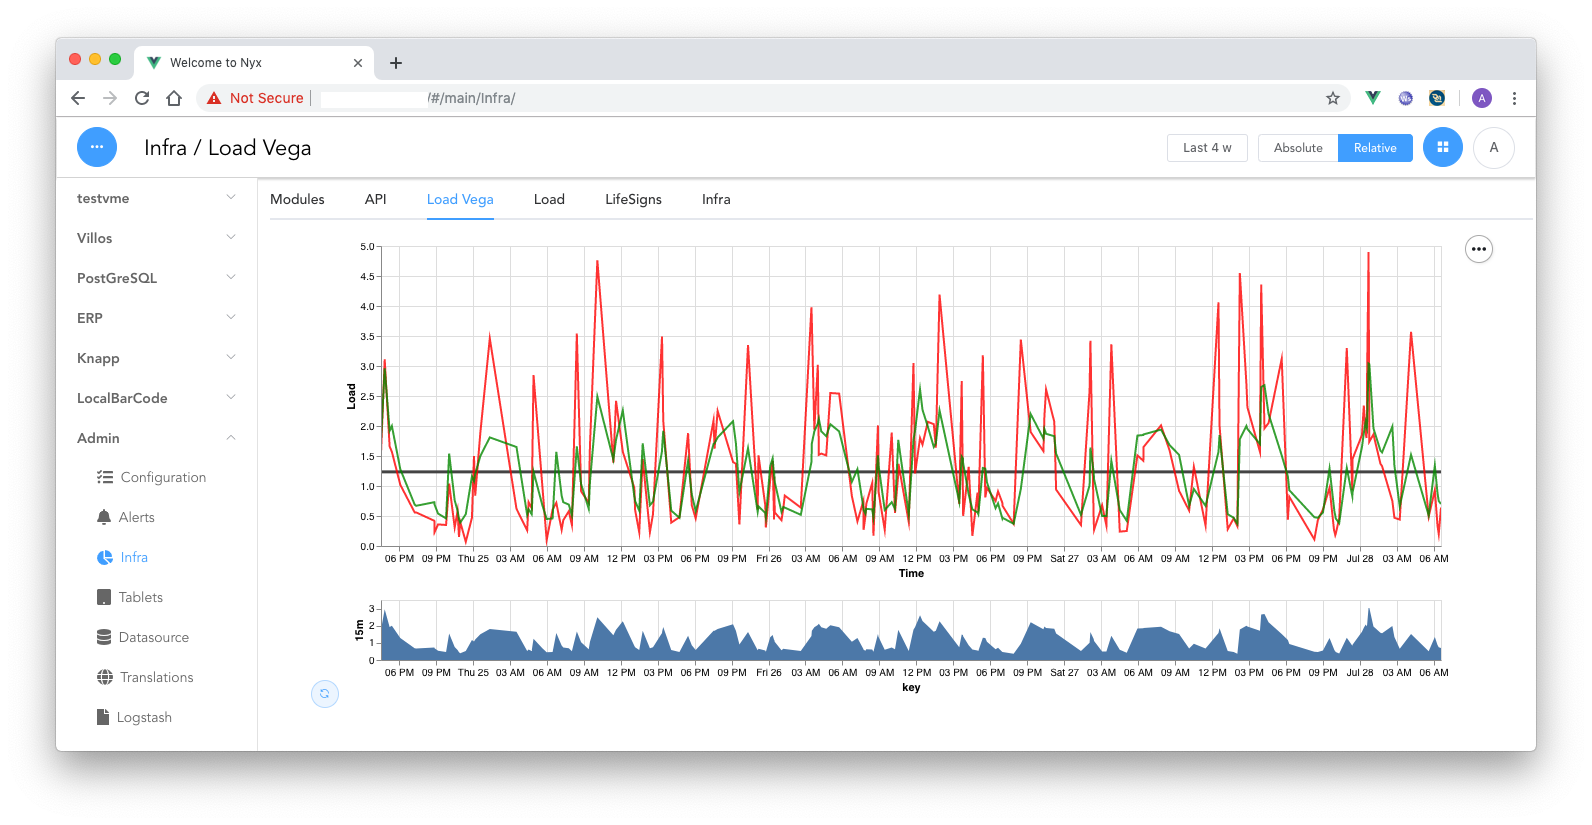 Welcome to Nyx
Not Secure
/#/main/Infra/
A
Infra / Load Vega
Last 4 w
Absolute
Relative
A
testvme
Villos
PostGreSQL
ERP
Knapp
LocalBarCode
Admin
Configuration
Alerts
Infra
Tablets
Datasource
Translations
Logstash
Modules API Load Vega Load LifeSigns Infra
5.0
4.5
4.0
3.5
3.0
2.5
2.0
1.5
1.0
0.5
0.0
Load
06 PM 09 PM Thu 25 03 AM 06 AM 09 AM 12 PM 03 PM 06 PM 09 PM Fri 26 03 AM 06 AM 09 AM 12 PM 03 PM 06 PM 09 PM Sat 27 03 AM 06 AM 09 AM 12 PM 03 PM 06 PM 09 PM Jul 28 03 AM 06 AM
Time
3
2
1
0
15m
06 PM 09 PM Thu 25 03 AM 06 AM 09 AM 12 PM 03 PM 06 PM 09 PM Fri 26 03 AM 06 AM 09 AM 12 PM 03 PM 06 PM 09 PM Sat 27 03 AM 06 AM 09 AM 12 PM 03 PM 06 PM 09 PM Jul 28 03 AM 06 AM
key